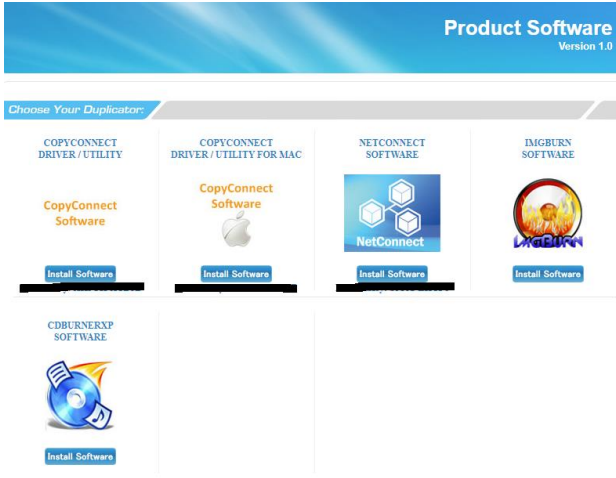 Product Software
Version 1.0
Choose Your Duplicator:
COPYCONNECT
DRIVER / UTILITY
COPYCONNECT
DRIVER / UTILITY FOR MAC
NETCONNECT
SOFTWARE
IMGBURN
SOFTWARE
CopyConnect
Software
CopyConnect
Software
NetConnect
ImgBurn
Install Software
Install Software
Install Software
Install Software
CDBURNERXP
SOFTWARE
Install Software